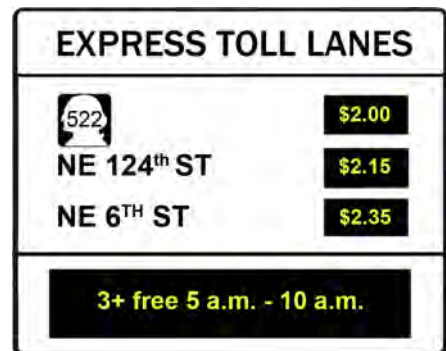 EXPRESS TOLL LANES
522 $2.00
NE 124th ST $2.15
NE 6TH ST $2.35
3+ free 5 a.m. - 10 a.m.